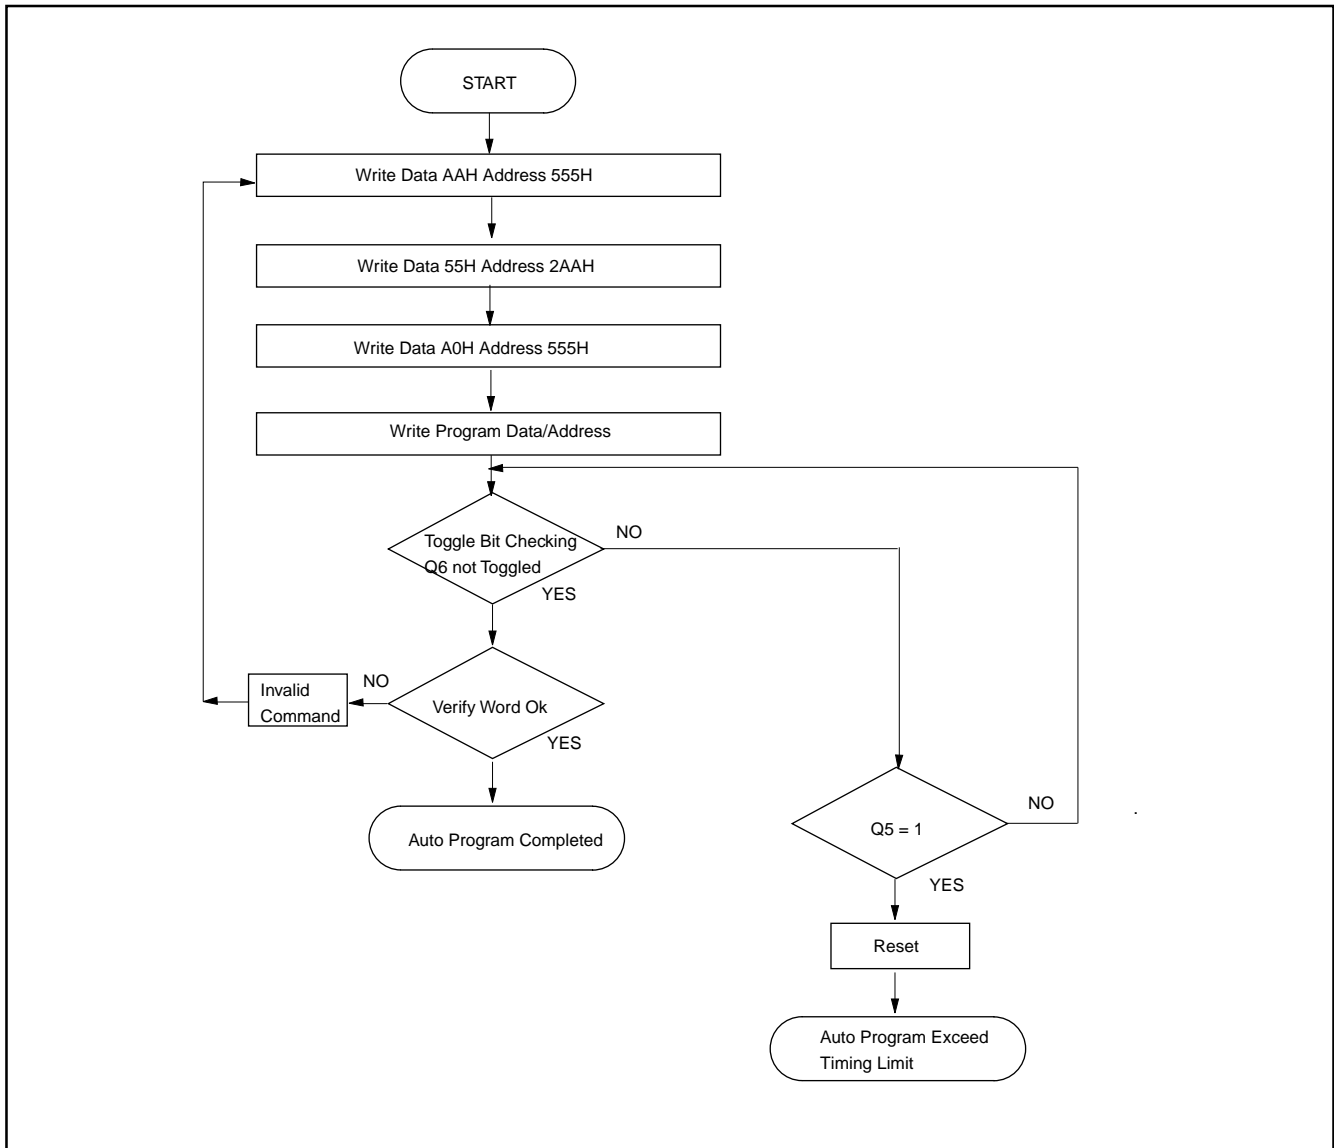 START
Write Data AAH Address 555H
Write Data 55H Address 2AAH
Write Data A0H Address 555H
Write Program Data/Address
Toggle Bit Checking
Q6 not Toggled
NO
YES
Invalid
Command
NO
Verify Word Ok
YES
Auto Program Completed
Q5 = 1
NO
YES
Reset
Auto Program Exceed
Timing Limit